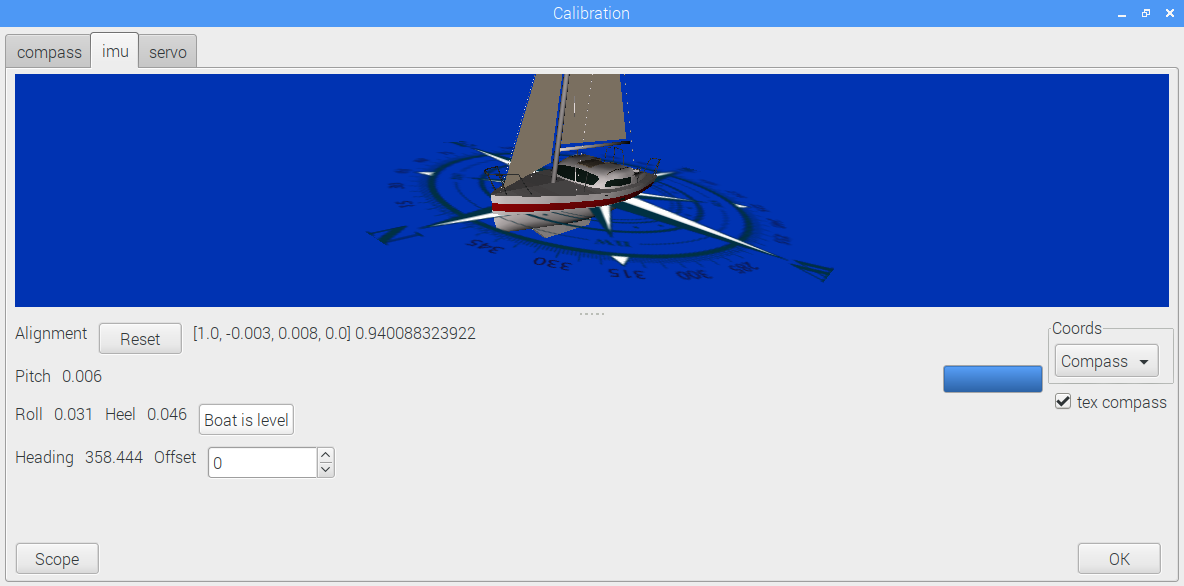 Calibration
compass imu servo
N
345
330
315
300
285
W
NW
Alignment Reset [1.0, -0.003, 0.008, 0.0] 0.940088323922
Coords
Compass
Pitch 0.006
tex compass
Roll 0.031 Heel 0.046 Boat is level
Heading 358.444 Offset 0
Scope OK